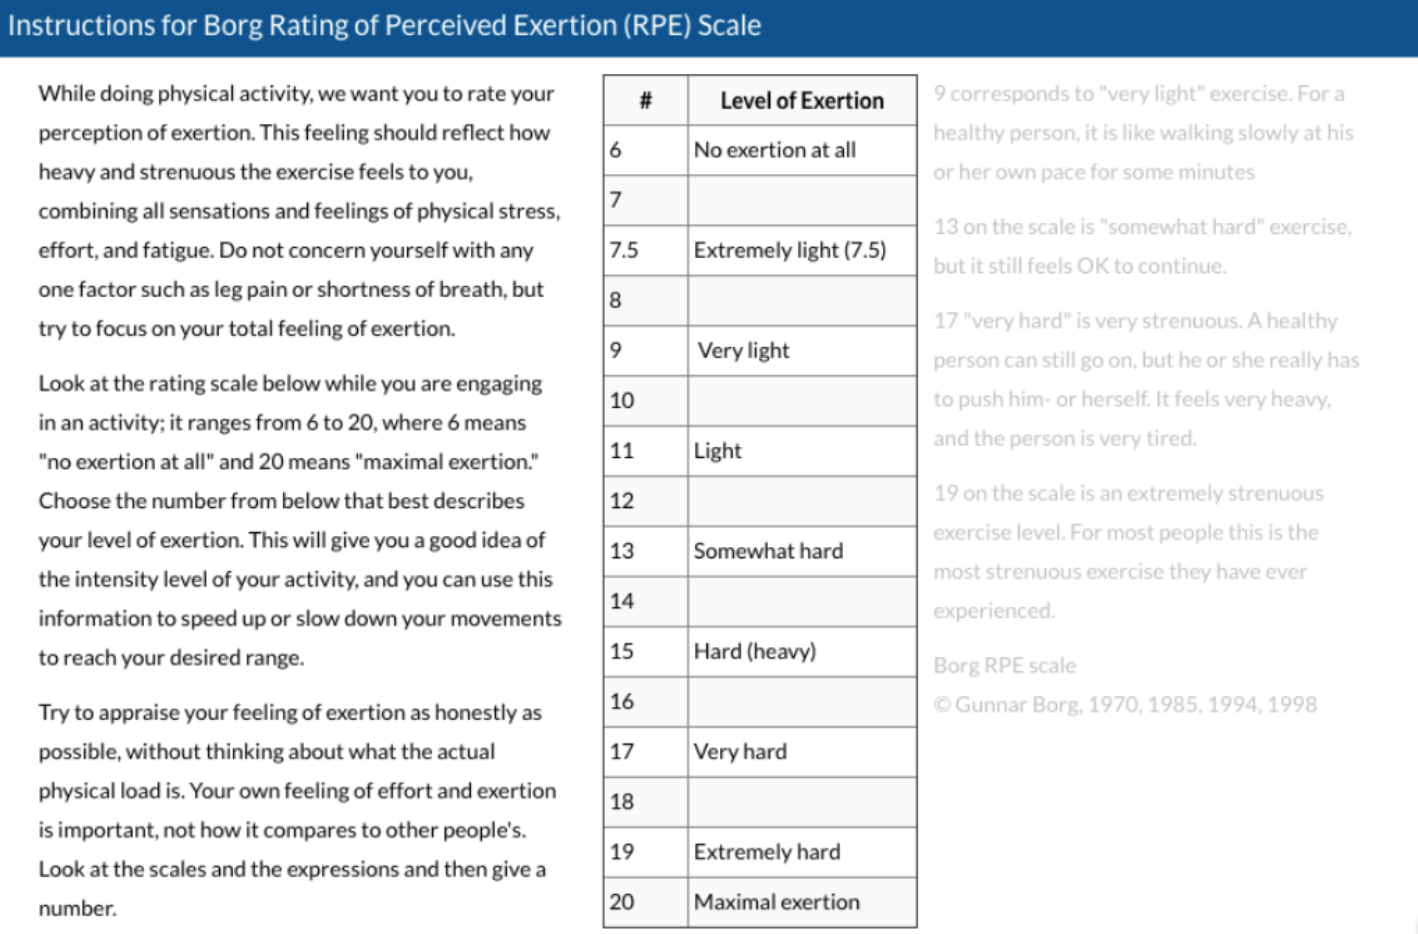 Instructions for Borg Rating of Perceived Exertion (RPE) Scale
While doing physical activity, we want you to rate your
perception of exertion. This feeling should reflect how
heavy and strenuous the exercise feels to you,
combining all sensations and feelings of physical stress,
effort, and fatigue. Do not concern yourself with any
one factor such as leg pain or shortness of breath, but
try to focus on your total feeling of exertion.
Look at the rating scale below while you are engaging
in an activity; it ranges from 6 to 20, where 6 means
"no exertion at all" and 20 means "maximal exertion."
Choose the number from below that best describes
your level of exertion. This will give you a good idea of
the intensity level of your activity, and you can use this
information to speed up or slow down your movements
to reach your desired range.
Try to appraise your feeling of exertion as honestly as
possible, without thinking about what the actual
physical load is. Your own feeling of effort and exertion
is important, not how it compares to other people's.
Look at the scales and the expressions and then give a
number.
# Level of Exertion
6 No exertion at all
7
7.5 Extremely light (7.5)
8
9 Very light
10
11 Light
12
13 Somewhat hard
14
15 Hard (heavy)
16
17 Very hard
18
19 Extremely hard
20 Maximal exertion
9 corresponds to "very light" exercise. For a
healthy person, it is like walking slowly at his
or her own pace for some minutes
13 on the scale is "somewhat hard" exercise,
but it still feels OK to continue.
17 "very hard" is very strenuous. A healthy
person can still go on, but he or she really has
to push him- or herself. It feels very heavy,
and the person is very tired.
19 on the scale is an extremely strenuous
exercise level. For most people this is the
most strenuous exercise they have ever
experienced.
Borg RPE scale
© Gunnar Borg, 1970, 1985, 1994, 1998